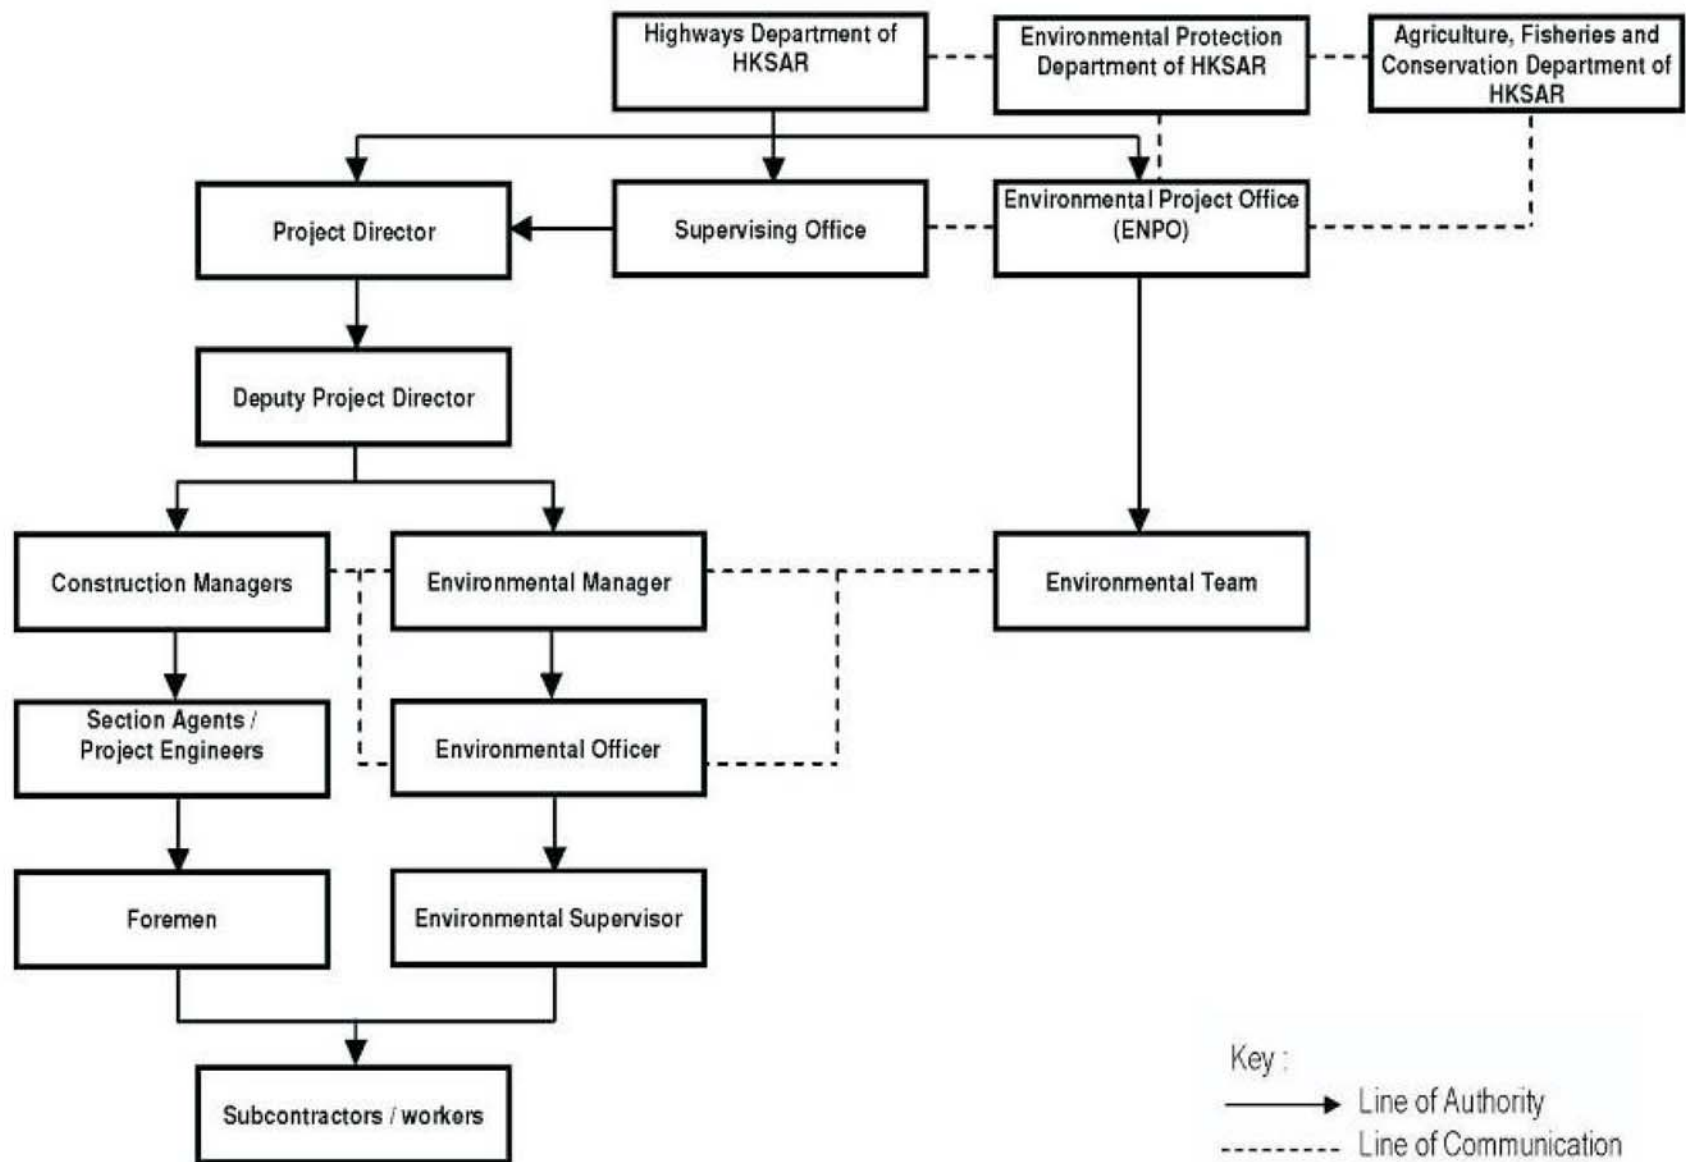 Highways Department of
HKSAR
Environmental Protection
Department of HKSAR
Agriculture, Fisheries and
Conservation Department of
HKSAR
Project Director
Supervising Office
Environmental Project Office
(ENPO)
Deputy Project Director
Construction Managers
Environmental Manager
Environmental Team
Section Agents /
Project Engineers
Environmental Officer
Foremen
Environmental Supervisor
Subcontractors / workers
Key :
Line of Authority
Line of Communication